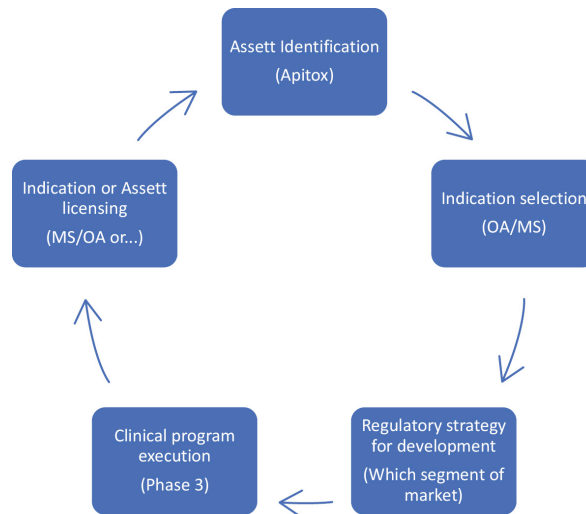 Assett Identification
(Apitox)
Indication selection
(OA/MS)
Regulatory strategy
for development
(Which segment of
market)
Clinical program
execution
(Phase 3)
Indication or Assett
licensing
(MS/OA or...)